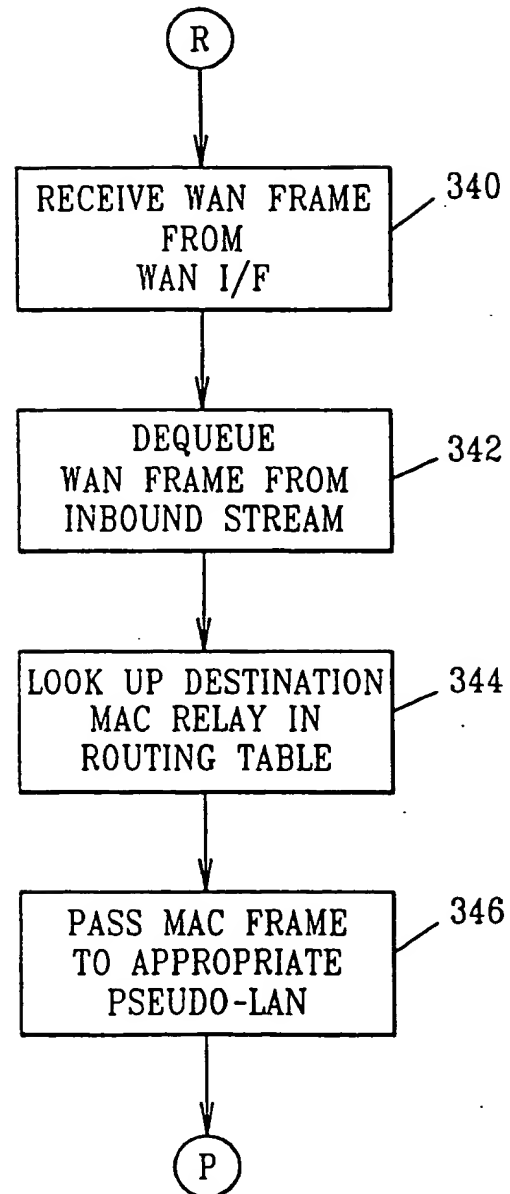 R
RECEIVE WAN FRAME
FROM
WAN I/F
340
DEQUEUE
WAN FRAME FROM
INBOUND STREAM
342
LOOK UP DESTINATION
MAC RELAY IN
ROUTING TABLE
344
PASS MAC FRAME
TO APPROPRIATE
PSEUDO-LAN
346
P